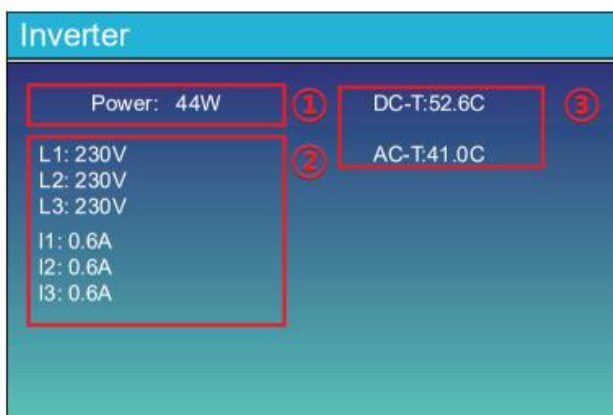 Inverter
Power: 44W
①
L1: 230V
L2: 230V
L3: 230V
I1: 0.6A
I2: 0.6A
I3: 0.6A
②
DC-T:52.6C
AC-T:41.0C
③